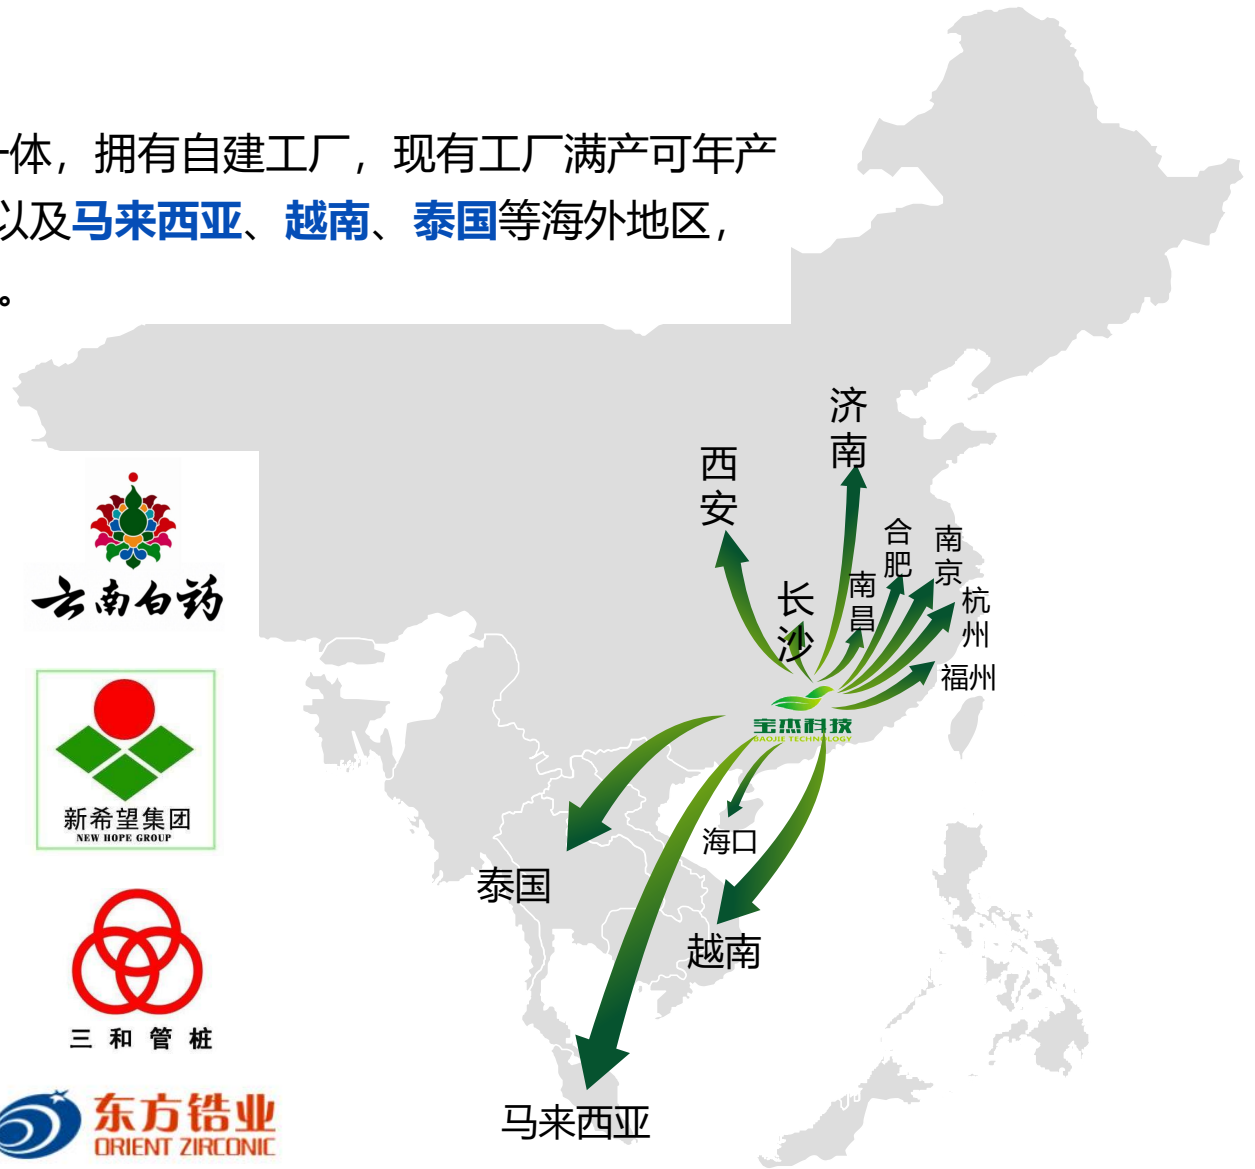 一体，拥有自建工厂，现有工厂满产可年产
以及马来西亚、越南、泰国等海外地区，
。
济南
西安
合肥
南京
南昌
长沙
杭州
福州
宝杰科技
BAOJIE TECHNOLOGY
海口
泰国
越南
马来西亚
云南白药
新希望集团
NEW HOPE GROUP
三和管桩
东方锆业
ORIENT ZIRCONIC